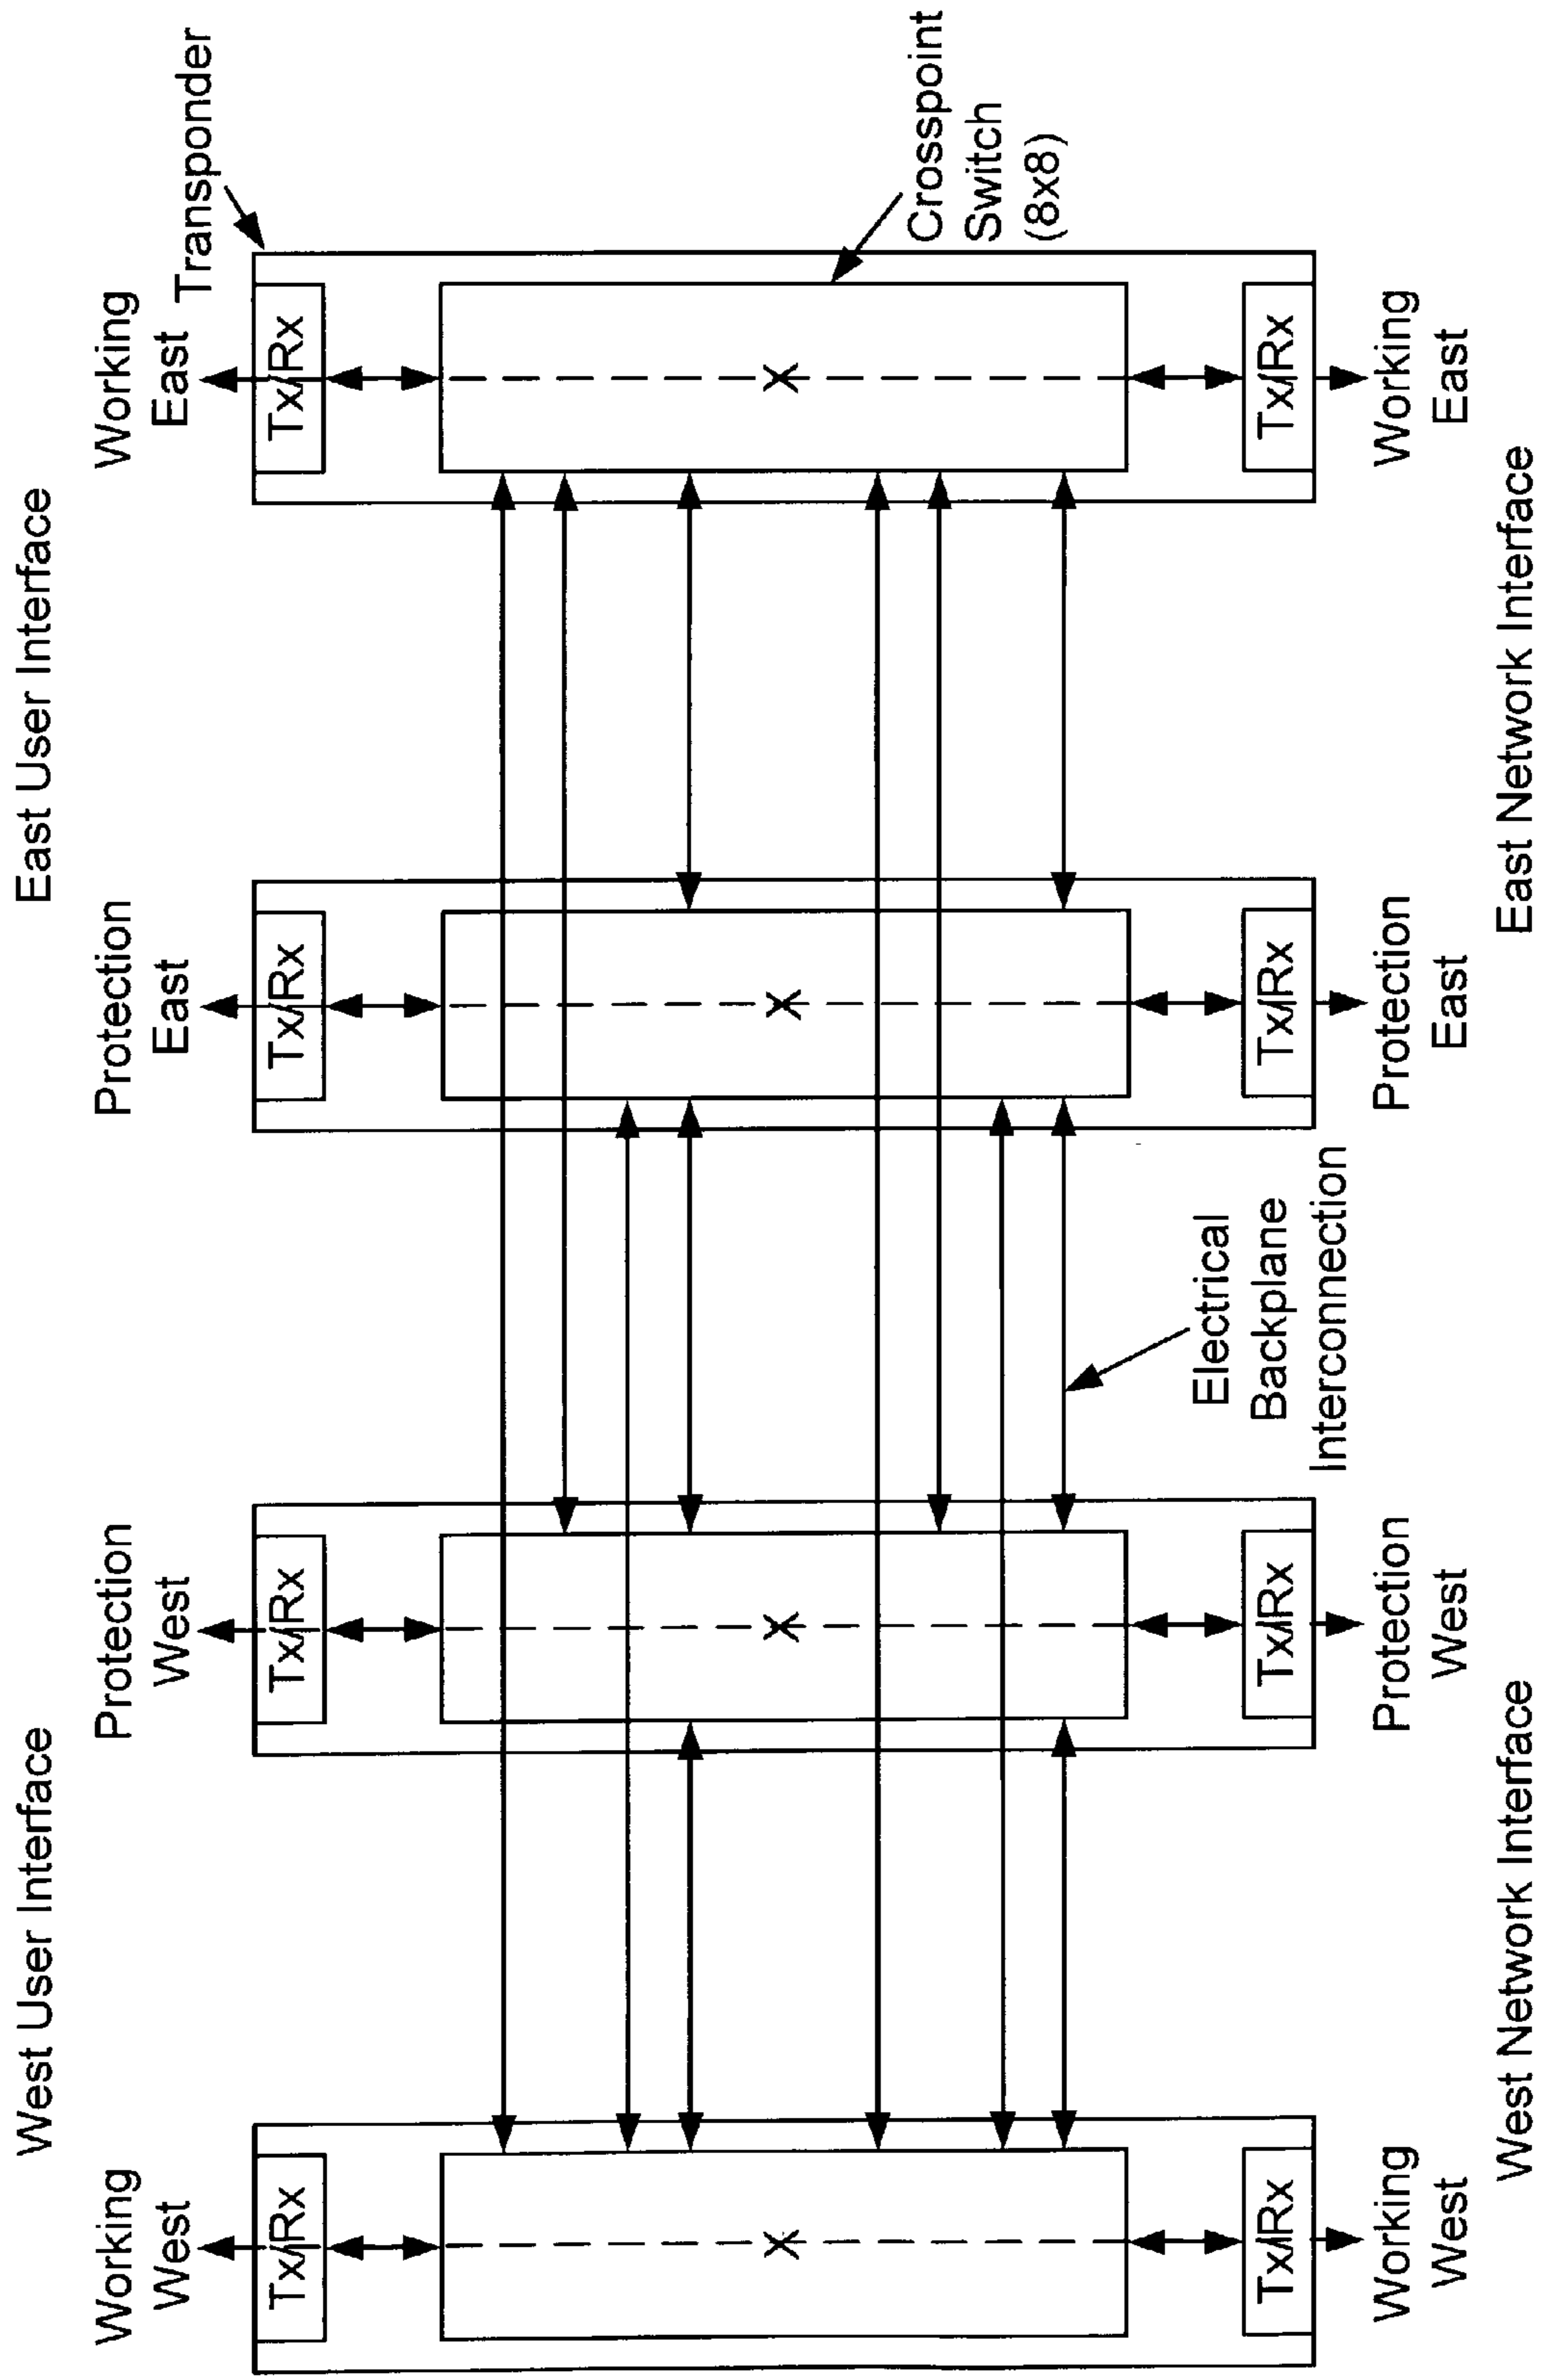 West User Interface
East User Interface
Working
West
Protection
West
Protection
East
Working
East
Transponder
Tx/Rx
Tx/Rx
Tx/Rx
Tx/Rx
X
X
X
X
Crosspoint
Switch
(8x8)
Electrical
Backplane
Interconnection
Tx/Rx
Tx/Rx
Tx/Rx
Tx/Rx
Working
West
Protection
West
Protection
East
Working
East
West Network Interface
East Network Interface